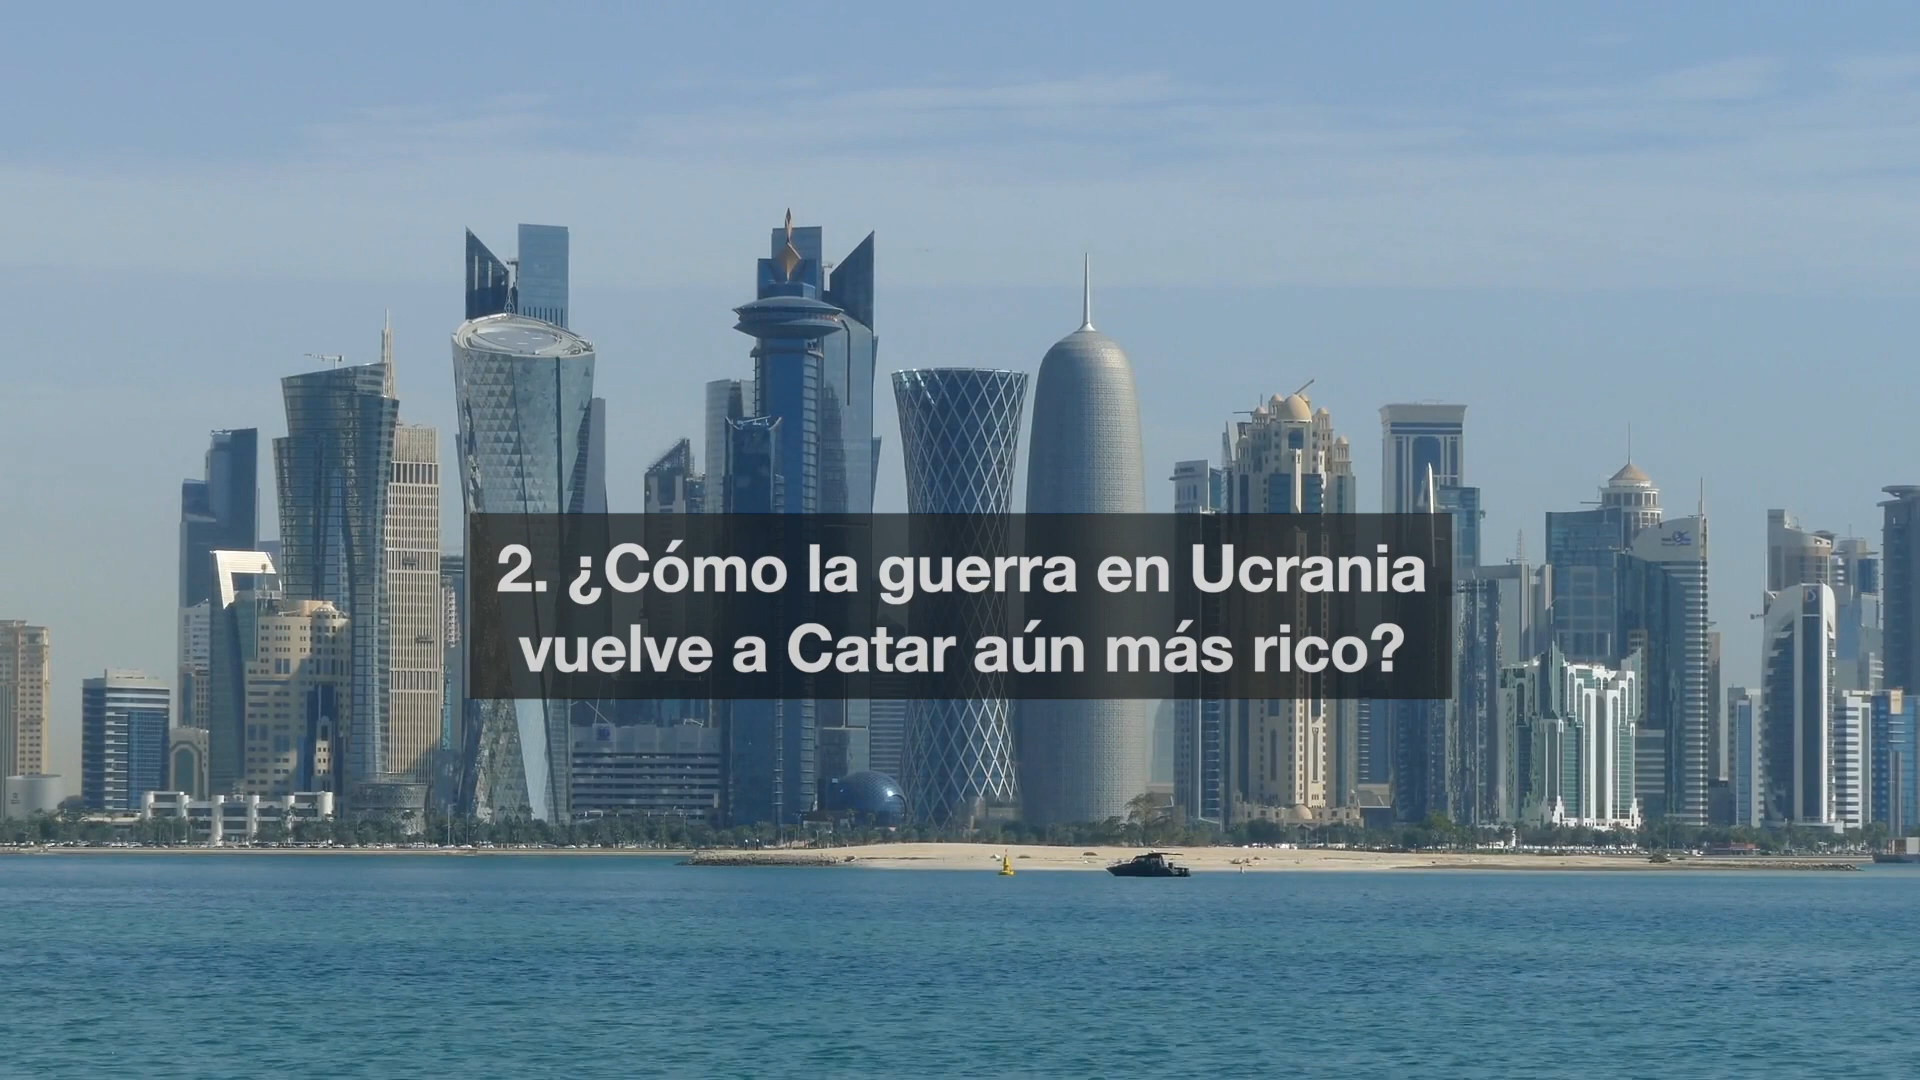 2. ¿Cómo la guerra en Ucrania
vuelve a Catar aún más rico?